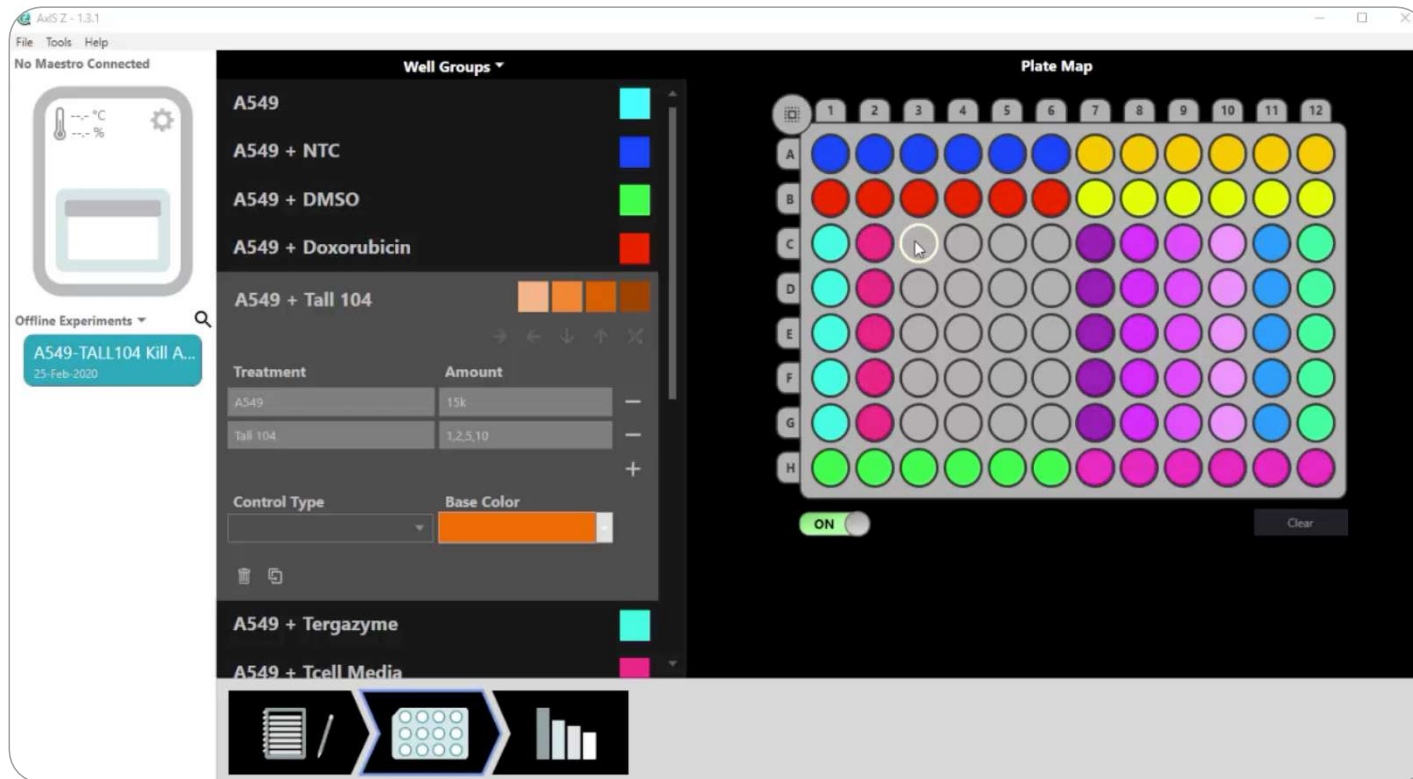 AxIS Z - 1.3.1
File Tools Help
No Maestro Connected
--.- °C
--.- %
Offline Experiments
A549-TALL104 Kill A...
25-Feb-2020
Well Groups
A549
A549 + NTC
A549 + DMSO
A549 + Doxorubicin
A549 + Tall 104
Treatment Amount
A549 15k
Tall 104 1,2,5,10
Control Type Base Color
A549 + Tergazyme
A549 + Tcell Media
Plate Map
1 2 3 4 5 6 7 8 9 10 11 12
A
B
C
D
E
F
G
H
ON
Clear